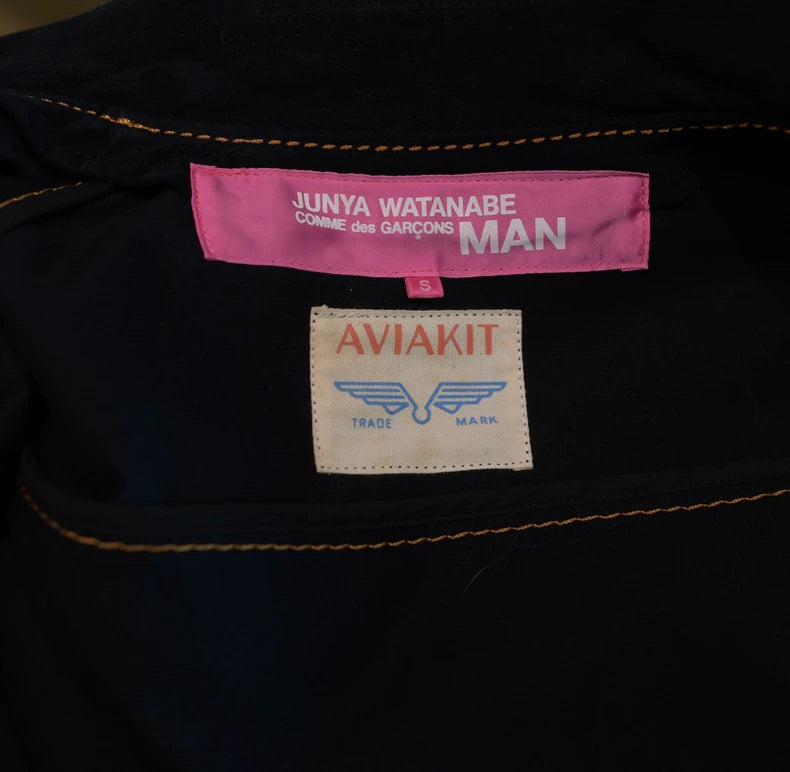 JUNYA WATANABE
COMME des GARÇONS MAN
S
AVIAKIT
TRADE MARK